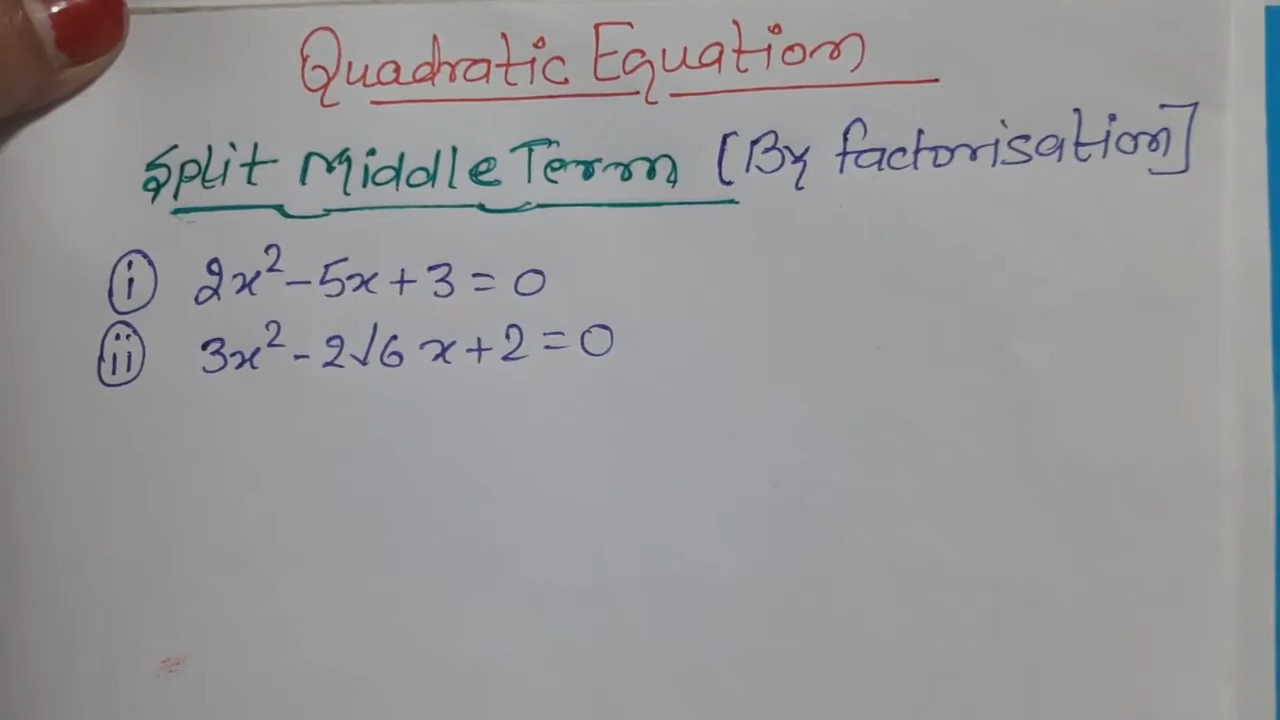 Quadratic Equation
Split Middle Term [By factorisation]
(i) 2x² - 5x + 3 = 0
(ii) 3x² - 2√6 x + 2 = 0